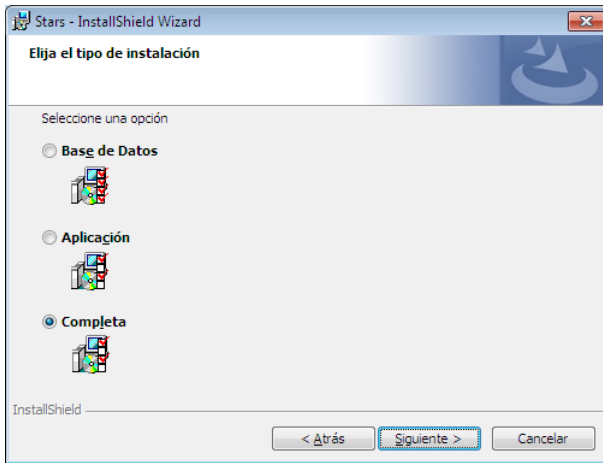 Stars - InstallShield Wizard
Elija el tipo de instalación
Seleccione una opción
Base de Datos
Aplicación
Completa
InstallShield
< Atrás
Siguiente >
Cancelar